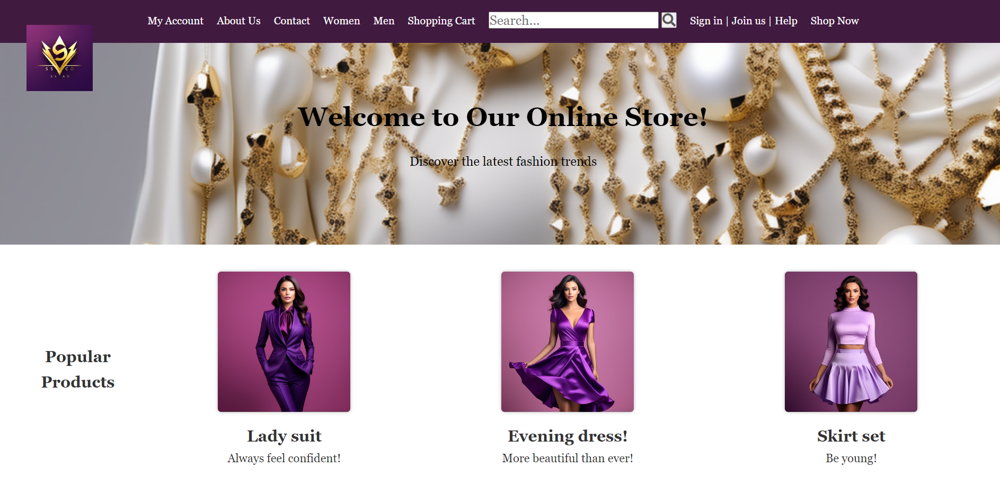 My Account About Us Contact Women Men Shopping Cart Search... Sign in | Join us | Help Shop Now
S S C O
Welcome to Our Online Store!
Discover the latest fashion trends
Popular
Products
Lady suit
Always feel confident!
Evening dress!
More beautiful than ever!
Skirt set
Be young!